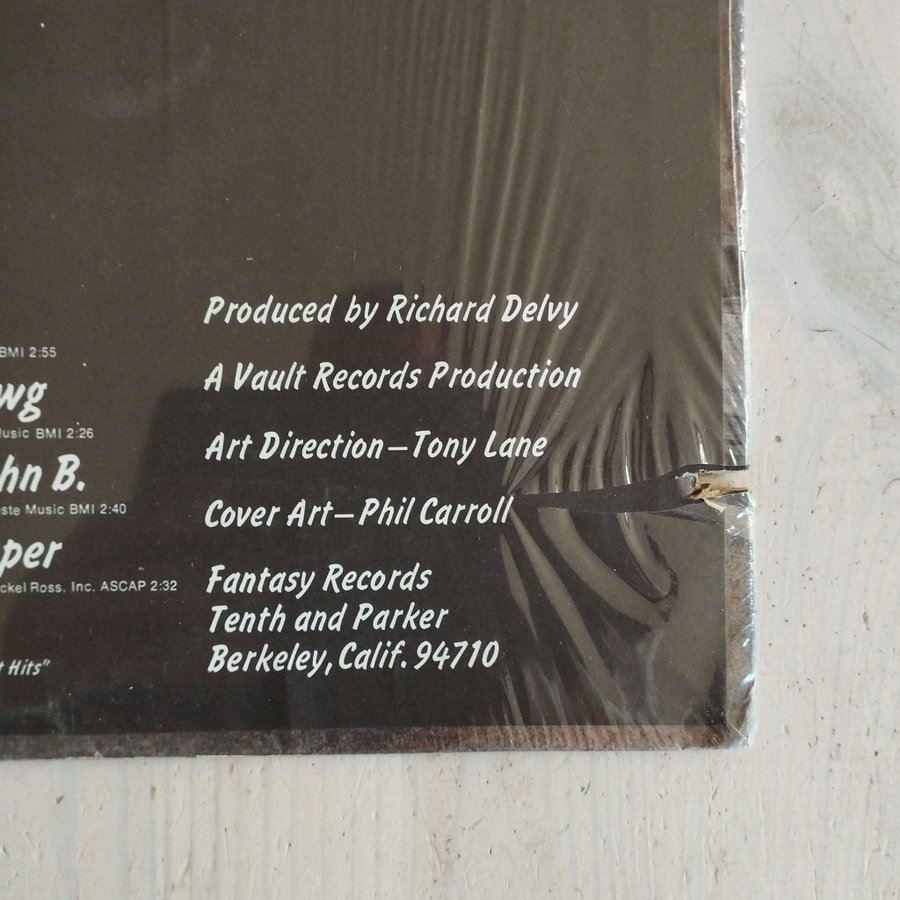 BMI 2:55
wg
Music BMI 2:26
hn B.
ste Music BMI 2:40
per
ckel Ross, Inc. ASCAP 2:32
t Hits"
Produced by Richard Delvy
A Vault Records Production
Art Direction—Tony Lane
Cover Art—Phil Carroll
Fantasy Records
Tenth and Parker
Berkeley, Calif. 94710